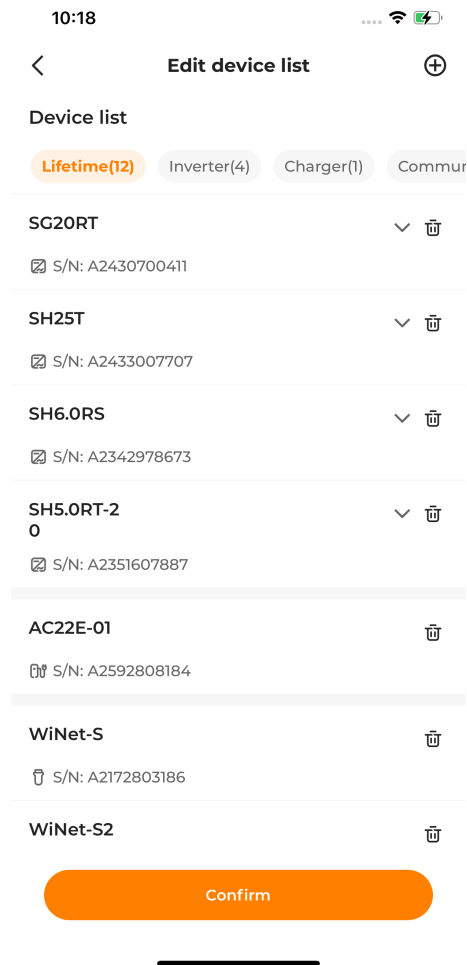 10:18
Edit device list
Device list
Lifetime(12) Inverter(4) Charger(1) Commur
SG20RT
S/N: A2430700411
SH25T
S/N: A2433007707
SH6.0RS
S/N: A2342978673
SH5.0RT-2
0
S/N: A2351607887
AC22E-01
S/N: A2592808184
WiNet-S
S/N: A2172803186
WiNet-S2
Confirm